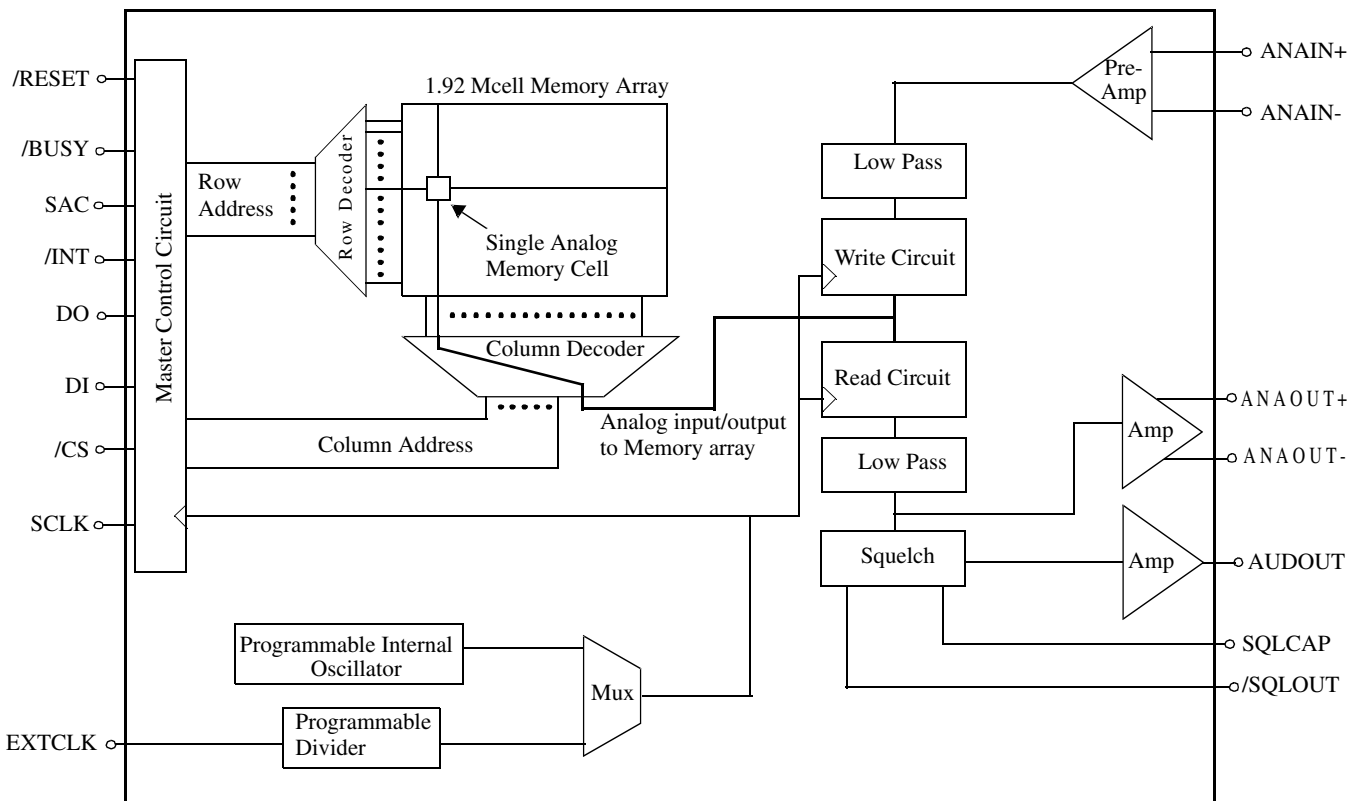 /RESET
/BUSY
SAC
/INT
DO
DI
/CS
SCLK
EXTCLK
Master Control Circuit
Row
Address
Row Decoder
1.92 Mcell Memory Array
Single Analog
Memory Cell
Column Decoder
Column Address
Analog input/output
to Memory array
Programmable Internal
Oscillator
Programmable
Divider
Mux
Pre-
Amp
Low Pass
Write Circuit
Read Circuit
Low Pass
Squelch
Amp
Amp
ANAIN+
ANAIN-
ANAOUT+
ANAOUT-
AUDOUT
SQLCAP
/SQLOUT